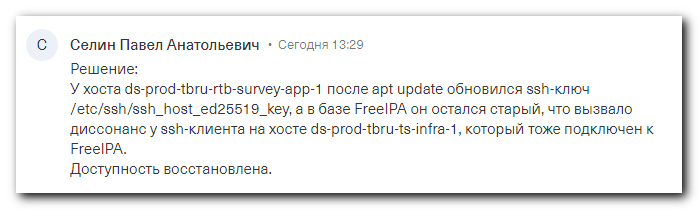 С Селин Павел Анатольевич • Сегодня 13:29
Решение:
У хоста ds-prod-tbru-rtb-survey-app-1 после apt update обновился ssh-ключ
/etc/ssh/ssh_host_ed25519_key, а в базе FreeIPA он остался старый, что вызвало
диссонанс у ssh-клиента на хосте ds-prod-tbru-ts-infra-1, который тоже подключен к
FreeIPA.
Доступность восстановлена.